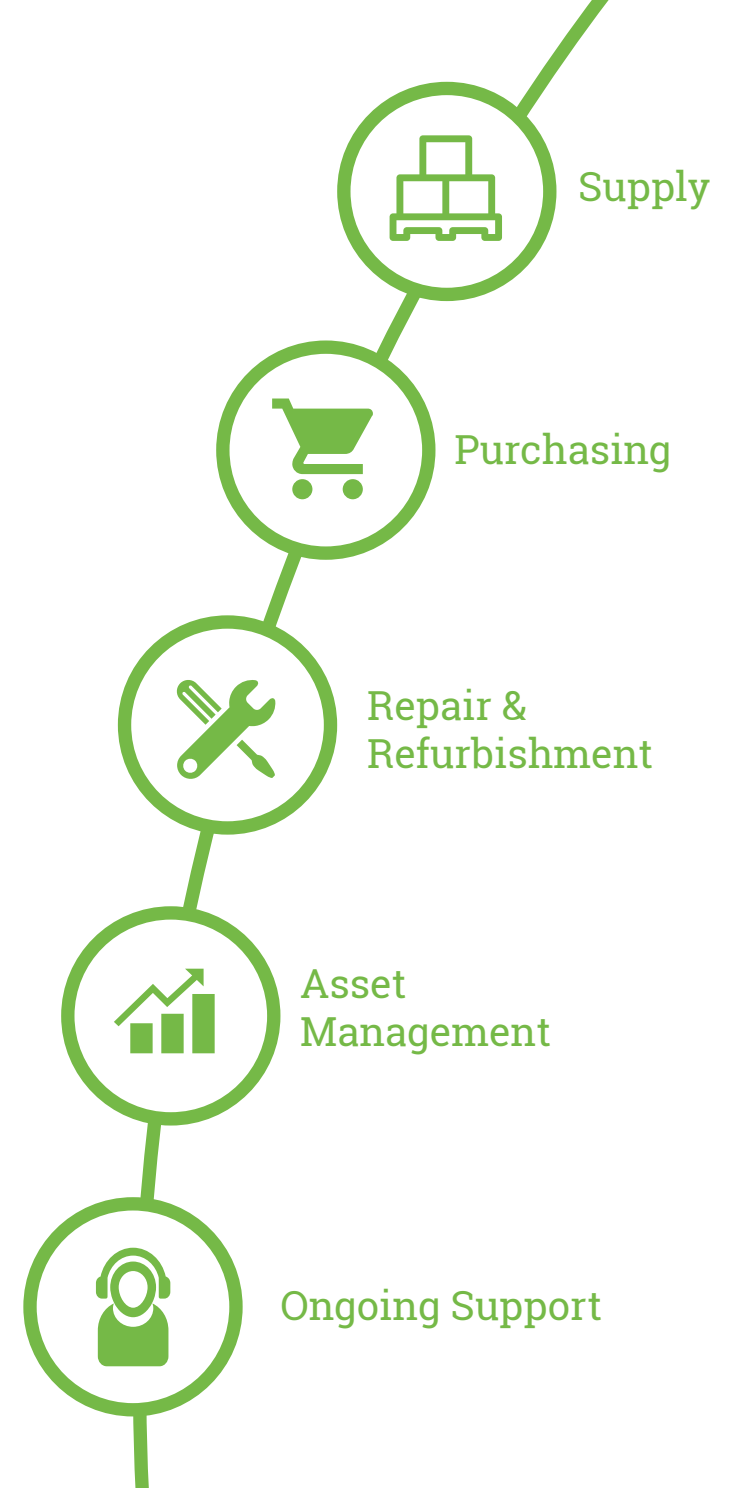 Supply
Purchasing
Repair &
Refurbishment
Asset
Management
Ongoing Support